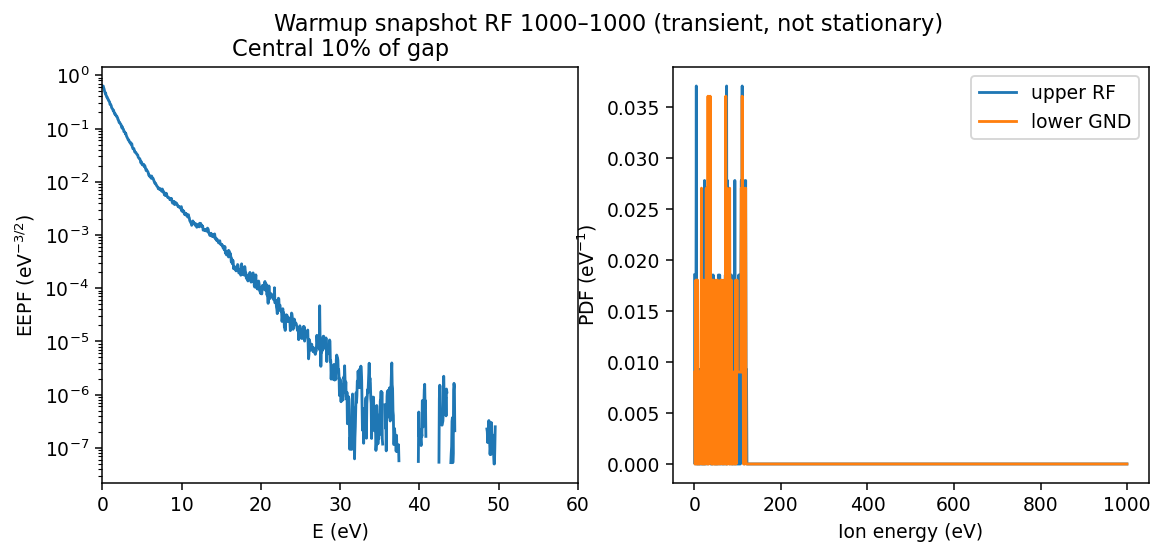 Warmup snapshot RF 1000–1000 (transient, not stationary)
Central 10% of gap
EEPF (eV⁻³ᐟ²)
10⁰
10⁻¹
10⁻²
10⁻³
10⁻⁴
10⁻⁵
10⁻⁶
10⁻⁷
0 10 20 30 40 50 60
E (eV)
PDF (eV⁻¹)
0.035
0.030
0.025
0.020
0.015
0.010
0.005
0.000
upper RF
lower GND
0 200 400 600 800 1000
Ion energy (eV)